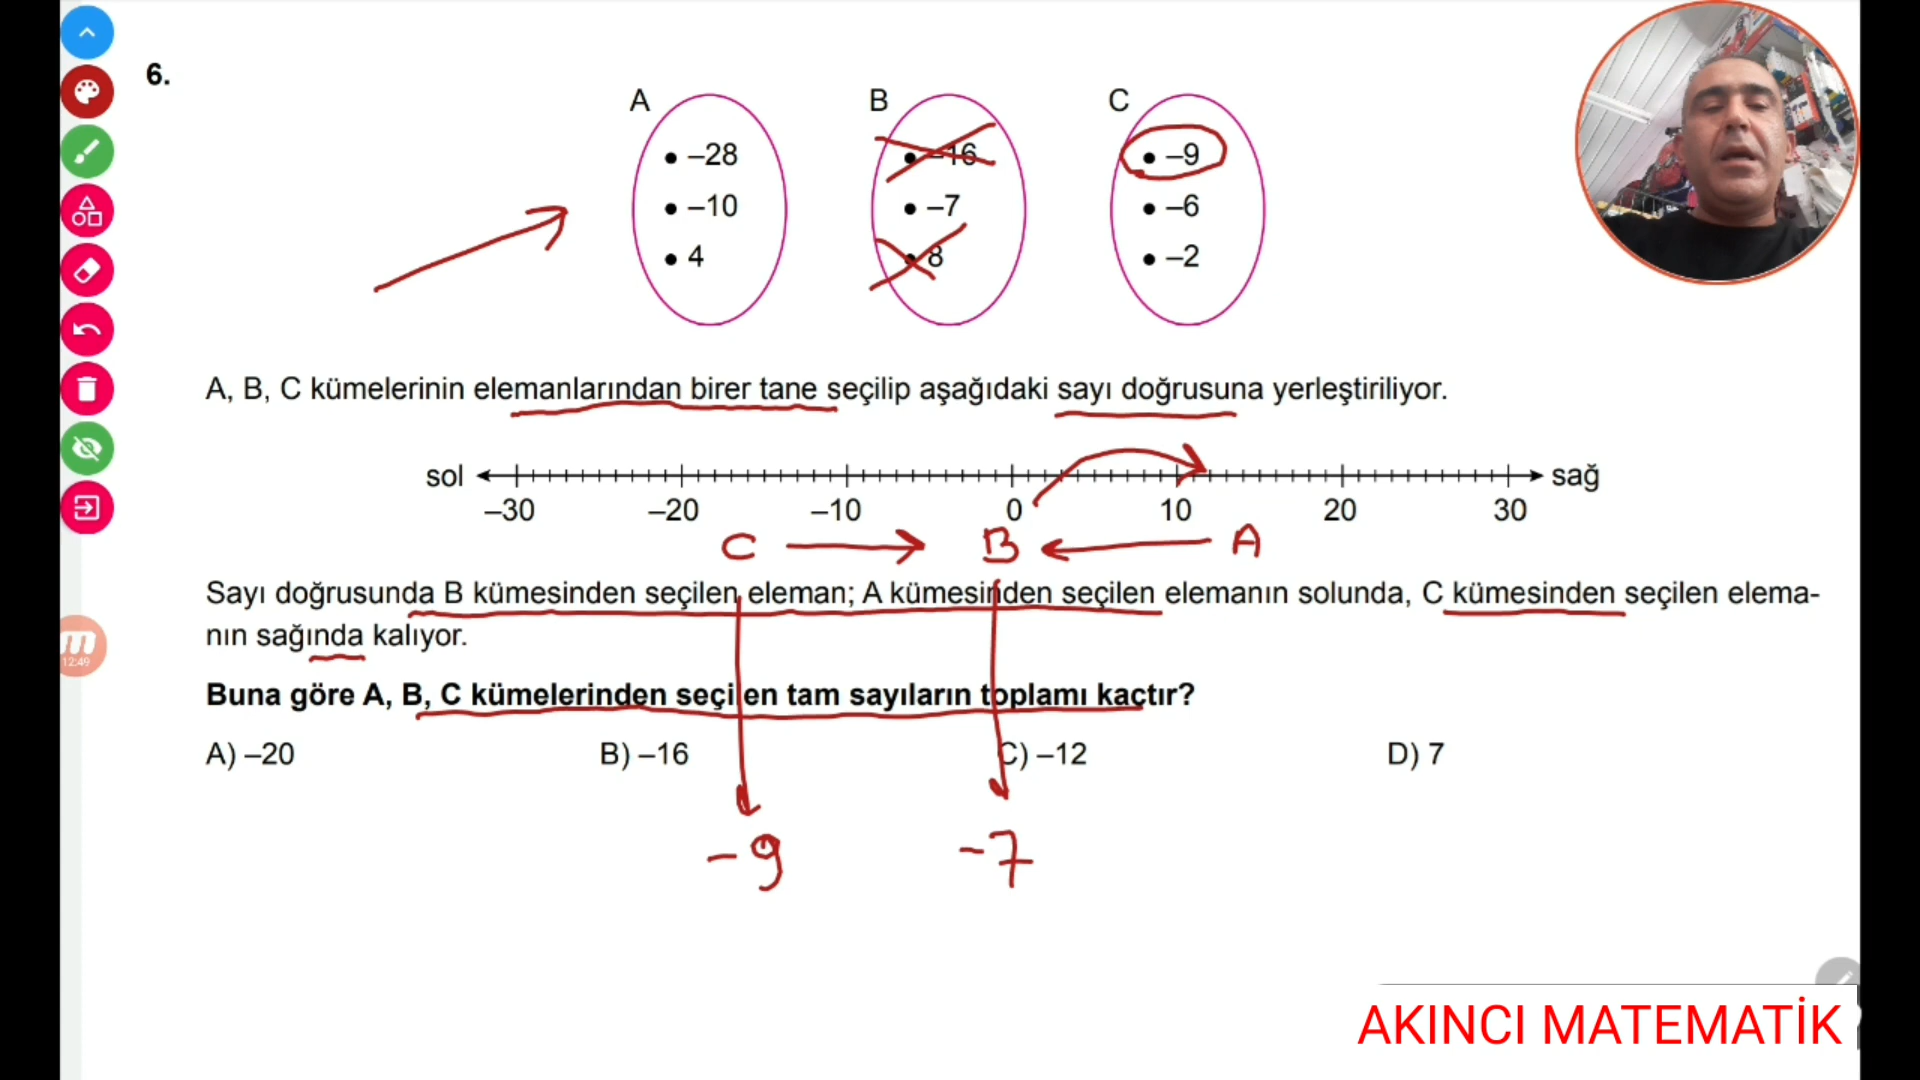 6.
A B C
• –28 • –16 • –9
• –10 • –7 • –6
• 4 • 8 • –2
A, B, C kümelerinin elemanlarından birer tane seçilip aşağıdaki sayı doğrusuna yerleştiriliyor.
sol sağ
–30 –20 –10 0 10 20 30
C B A
Sayı doğrusunda B kümesinden seçilen eleman; A kümesinden seçilen elemanın solunda, C kümesinden seçilen elema-
nın sağında kalıyor.
12:49
Buna göre A, B, C kümelerinden seçilen tam sayıların toplamı kaçtır?
A) –20 B) –16 C) –12 D) 7
-9 -7
AKINCI MATEMATİK